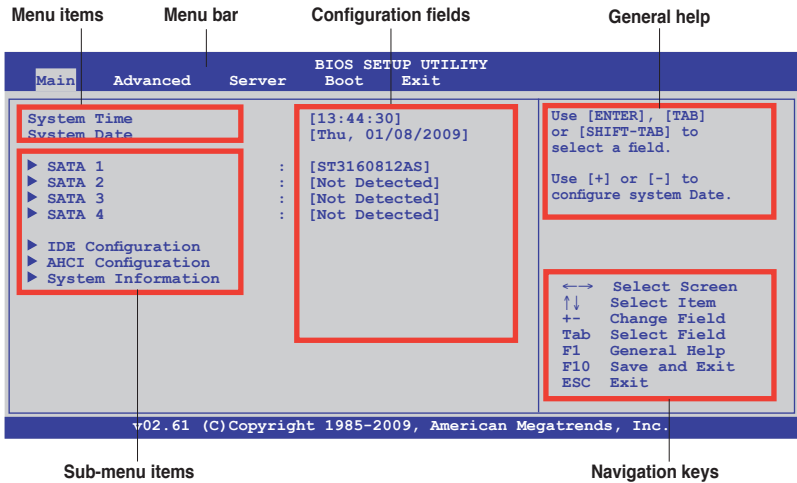 Menu items Menu bar Configuration fields General help
BIOS SETUP UTILITY
Main Advanced Server Boot Exit
System Time [13:44:30]
System Date [Thu, 01/08/2009]
SATA 1 : [ST3160812AS]
SATA 2 : [Not Detected]
SATA 3 : [Not Detected]
SATA 4 : [Not Detected]
IDE Configuration
AHCI Configuration
System Information
Use [ENTER], [TAB]
or [SHIFT-TAB] to
select a field.
Use [+] or [-] to
configure system Date.
←→ Select Screen
↑↓ Select Item
+- Change Field
Tab Select Field
F1 General Help
F10 Save and Exit
ESC Exit
v02.61 (C)Copyright 1985-2009, American Megatrends, Inc.
Sub-menu items Navigation keys